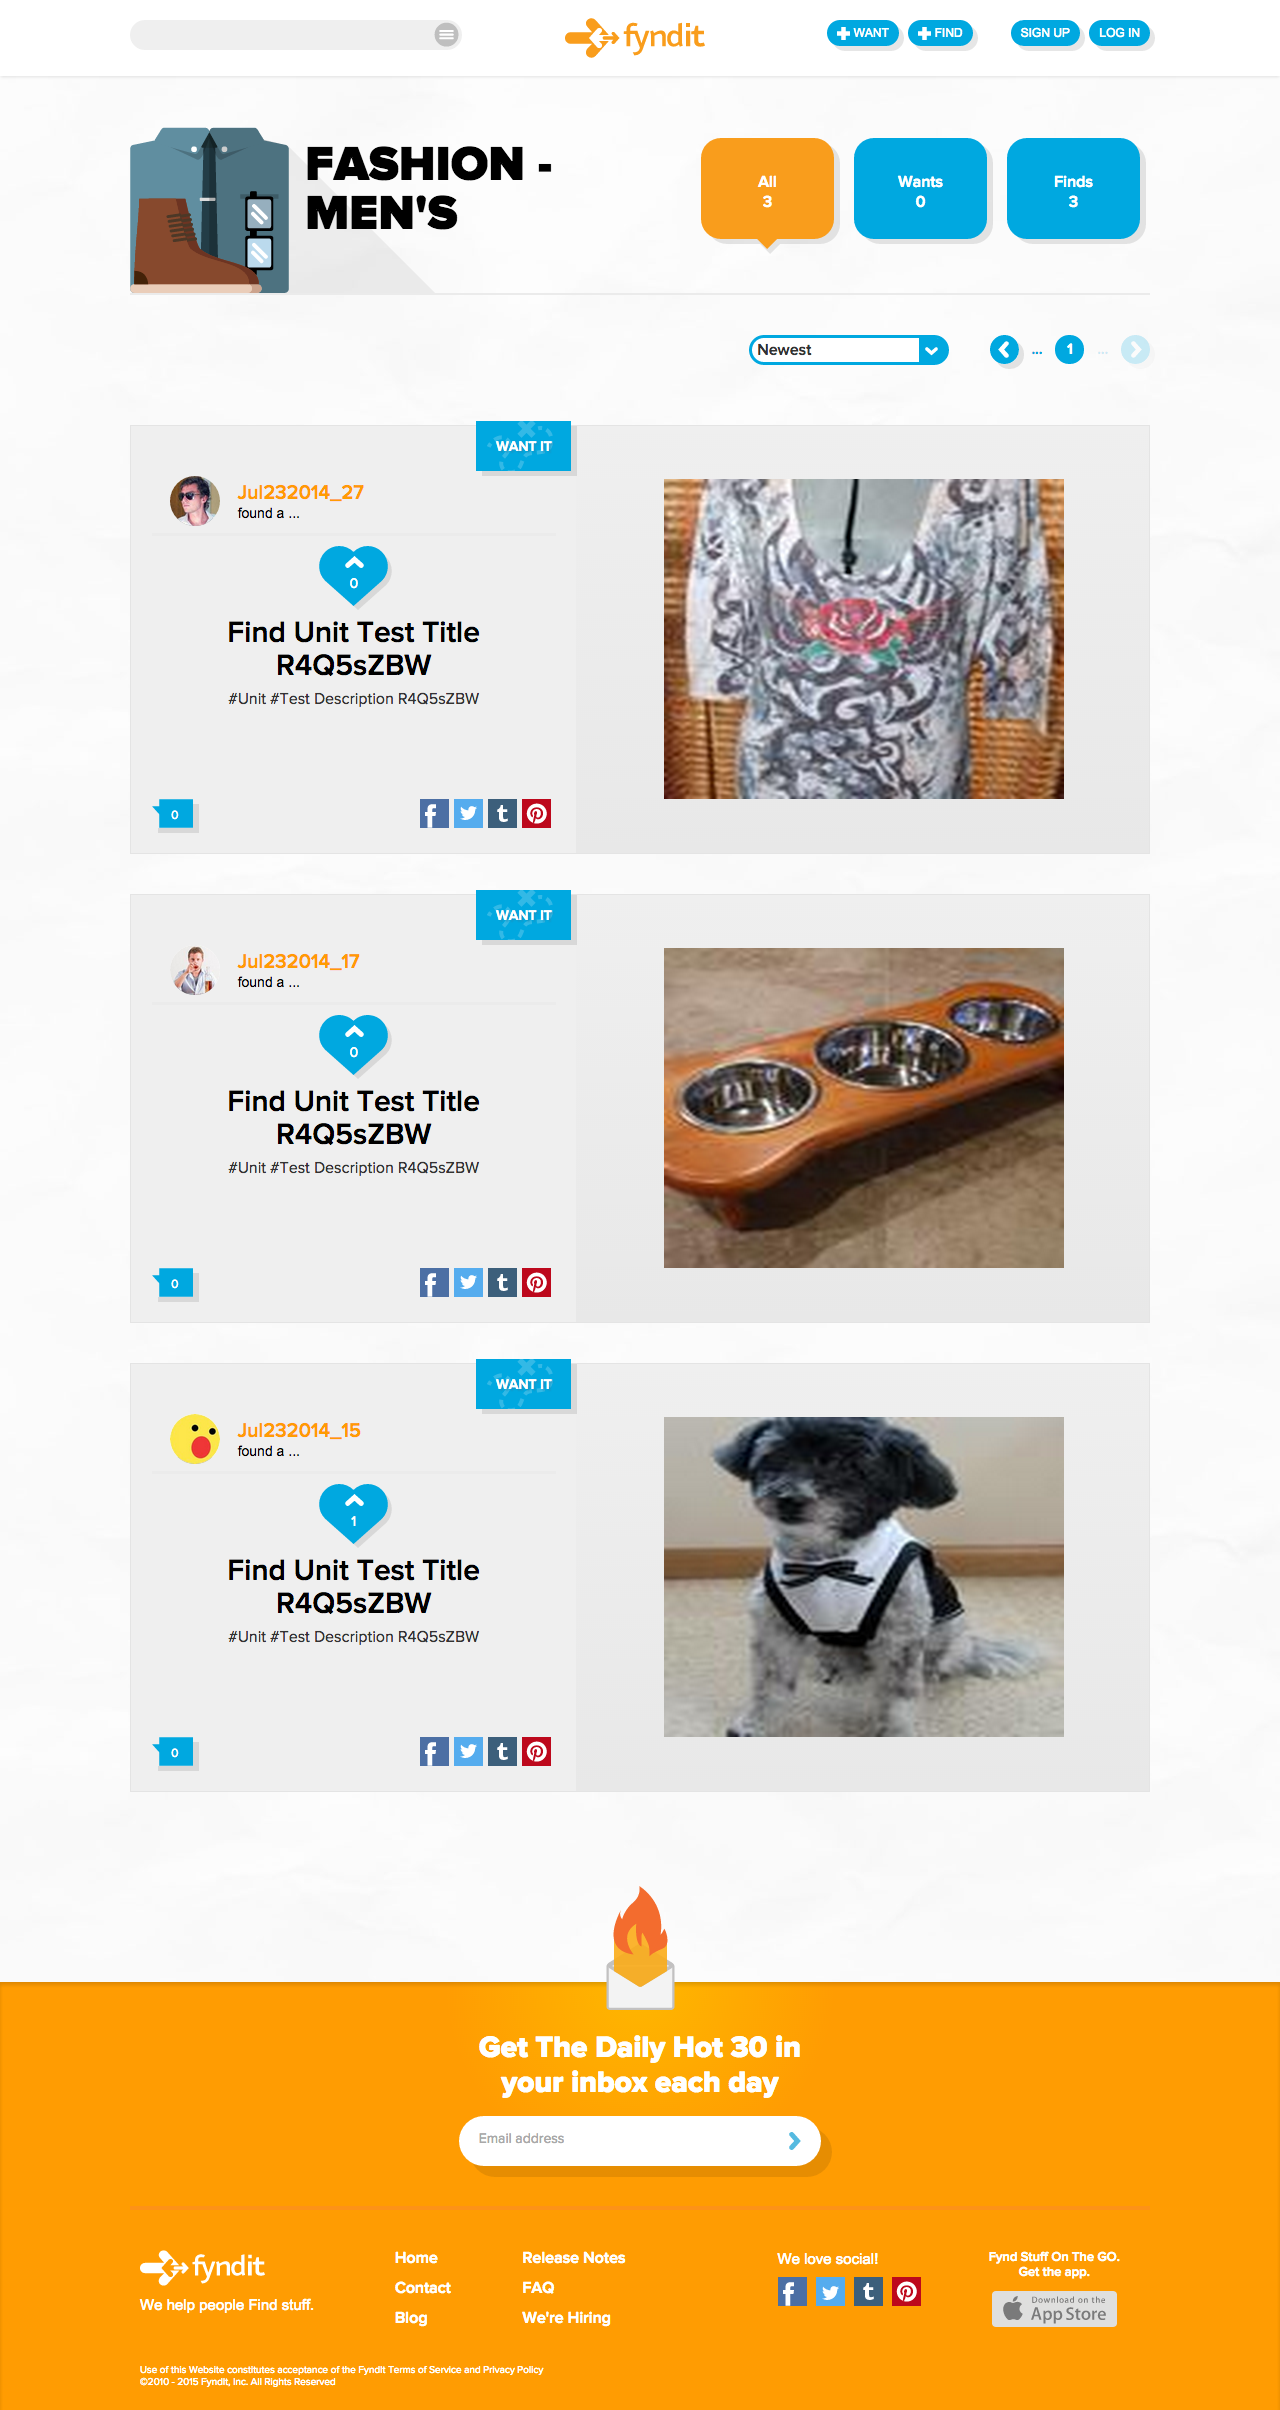 fyndit
WANT
FIND
SIGN UP
LOG IN
FASHION -
MEN'S
All
3
Wants
0
Finds
3
Newest
...
1
...
WANT IT
Jul232014_27
found a ...
0
Find Unit Test Title
R4Q5sZBW
#Unit #Test Description R4Q5sZBW
0
WANT IT
Jul232014_17
found a ...
0
Find Unit Test Title
R4Q5sZBW
#Unit #Test Description R4Q5sZBW
0
WANT IT
Jul232014_15
found a ...
1
Find Unit Test Title
R4Q5sZBW
#Unit #Test Description R4Q5sZBW
0
Get The Daily Hot 30 in
your inbox each day
Email address
fyndit
We help people Find stuff.
Home
Contact
Blog
Release Notes
FAQ
We're Hiring
We love social!
Fynd Stuff On The GO.
Get the app.
Download on the
App Store
Use of this Website constitutes acceptance of the Fyndit Terms of Service and Privacy Policy
©2010 - 2015 Fyndit, Inc. All Rights Reserved